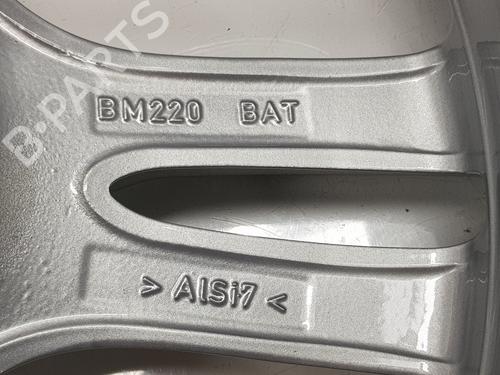 B-PARTS
BM220 BAT
> AlSi7 <